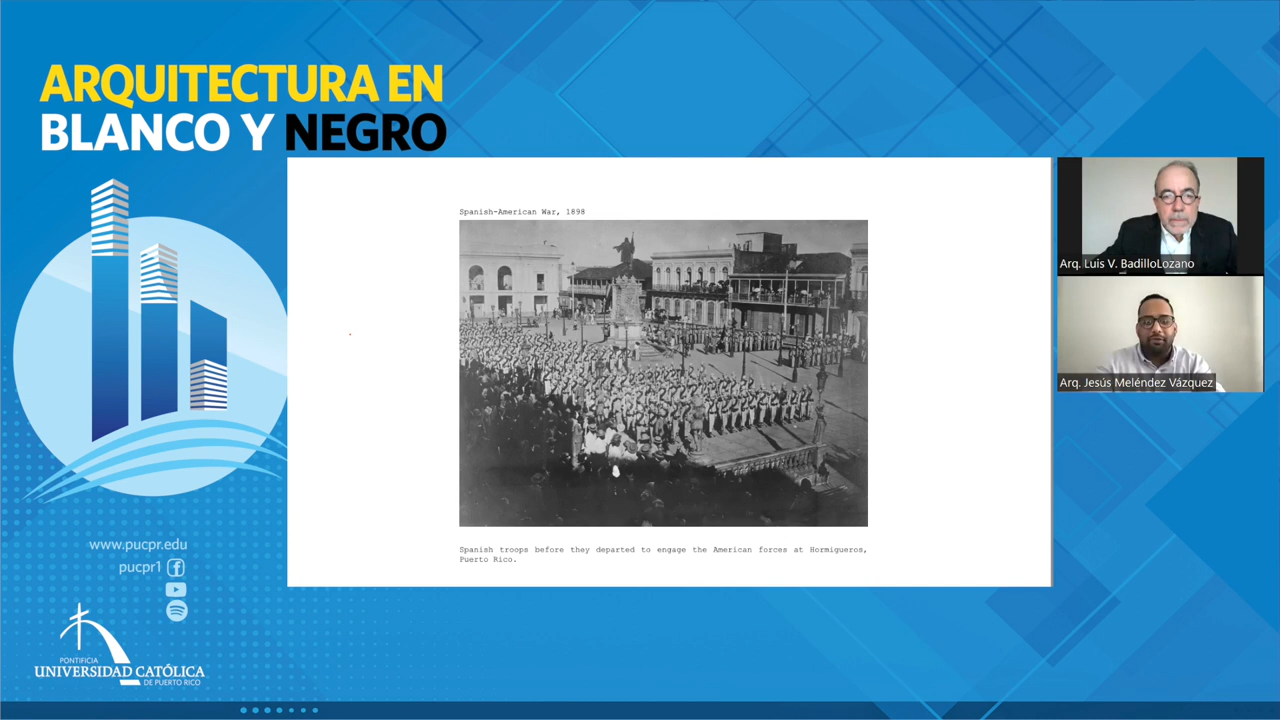 ARQUITECTURA EN
BLANCO Y NEGRO
Spanish-American War, 1898
Spanish troops before they departed to engage the American forces at Hormigueros,
Puerto Rico.
Arq. Luis V. BadilloLozano
Arq. Jesús Meléndez Vázquez
www.pucpr.edu
pucpr1
PONTIFICIA
UNIVERSIDAD CATÓLICA
DE PUERTO RICO